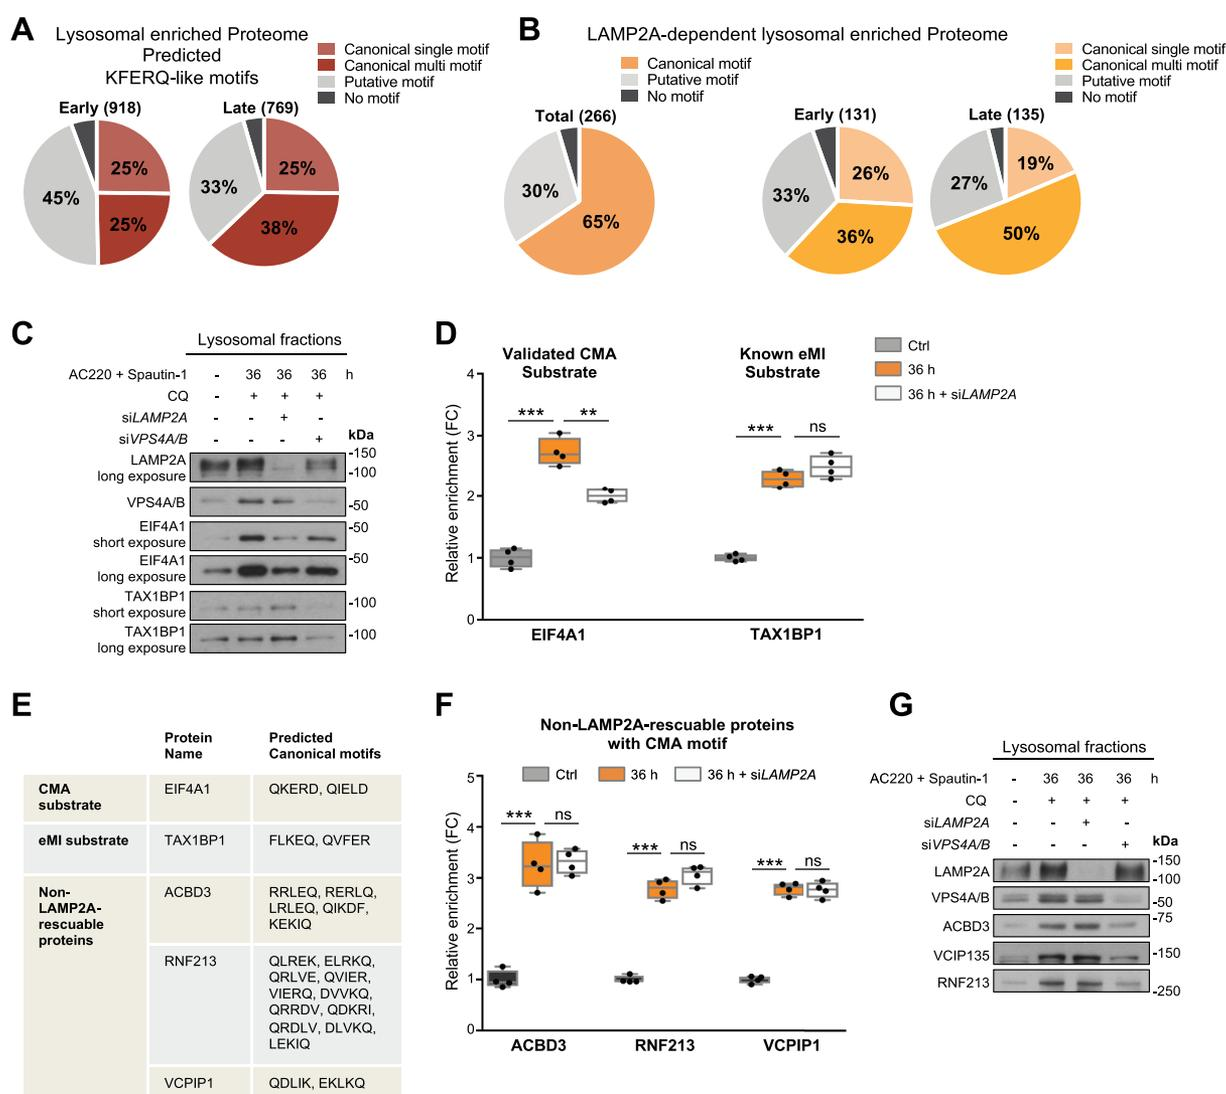 A
Lysosomal enriched Proteome
Predicted
KFERQ-like motifs
Canonical single motif
Canonical multi motif
Putative motif
No motif
Early (918)
Late (769)
25%
45%
25%
25%
33%
38%
B
LAMP2A-dependent lysosomal enriched Proteome
Canonical motif
Putative motif
No motif
Canonical single motif
Canonical multi motif
Putative motif
No motif
Total (266)
Early (131)
Late (135)
30%
65%
26%
33%
36%
19%
27%
50%
C
Lysosomal fractions
AC220 + Spautin-1 - 36 36 36 h
CQ - + + +
siLAMP2A - - + -
siVPS4A/B - - - + kDa
LAMP2A
long exposure
-150
-100
VPS4A/B
-50
EIF4A1
short exposure
-50
EIF4A1
long exposure
-50
TAX1BP1
short exposure
-100
TAX1BP1
long exposure
-100
D
Validated CMA
Substrate
Known eMI
Substrate
Ctrl
36 h
36 h + siLAMP2A
Relative enrichment (FC)
4
3
2
1
0
*** **
*** ns
EIF4A1
TAX1BP1
E
Protein
Name
Predicted
Canonical motifs
CMA
substrate
EIF4A1
QKERD, QIELD
eMI substrate
TAX1BP1
FLKEQ, QVFER
Non-
LAMP2A-
rescuable
proteins
ACBD3
RRLEQ, RERLQ,
LRLEQ, QIKDF,
KEKIQ
RNF213
QLREK, ELRKQ,
QRLVE, QVIER,
VIERQ, DVVKQ,
QRRDV, QDKRI,
QRDLV, DLVKQ,
LEKIQ
VCPIP1
QDLIK, EKLKQ
F
Non-LAMP2A-rescuable proteins
with CMA motif
Ctrl
36 h
36 h + siLAMP2A
Relative enrichment (FC)
5
4
3
2
1
0
*** ns
*** ns
*** ns
ACBD3
RNF213
VCPIP1
G
Lysosomal fractions
AC220 + Spautin-1 - 36 36 36 h
CQ - + + +
siLAMP2A - - + -
siVPS4A/B - - - + kDa
LAMP2A
-150
-100
VPS4A/B
-50
ACBD3
-75
VCIP135
-150
RNF213
-250